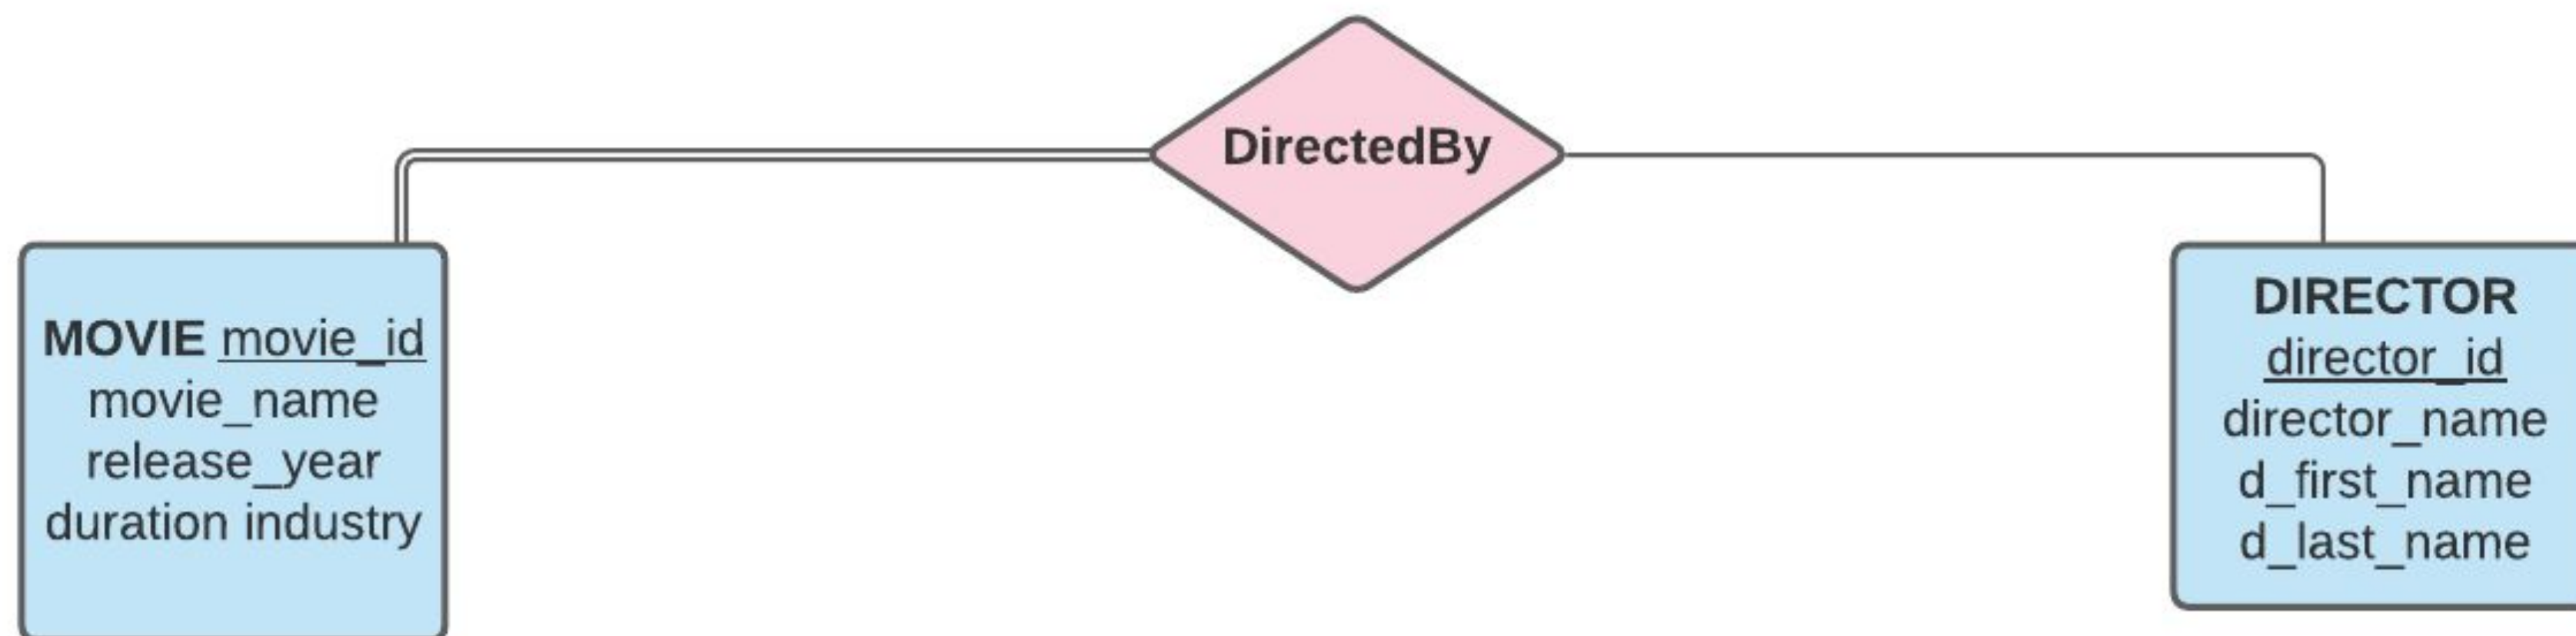 DirectedBy
MOVIE movie_id
movie_name
release_year
duration industry
DIRECTOR
director_id
director_name
d_first_name
d_last_name